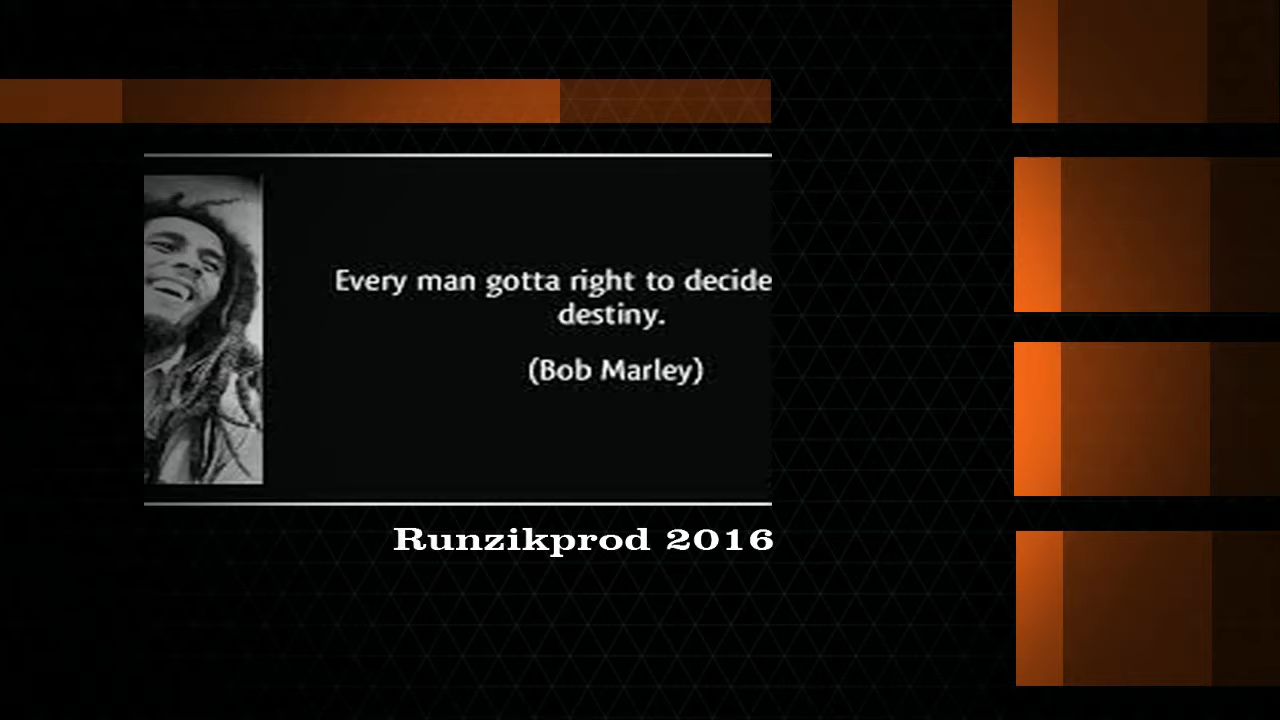 Every man gotta right to decide
destiny.
(Bob Marley)
Runzikprod 2016